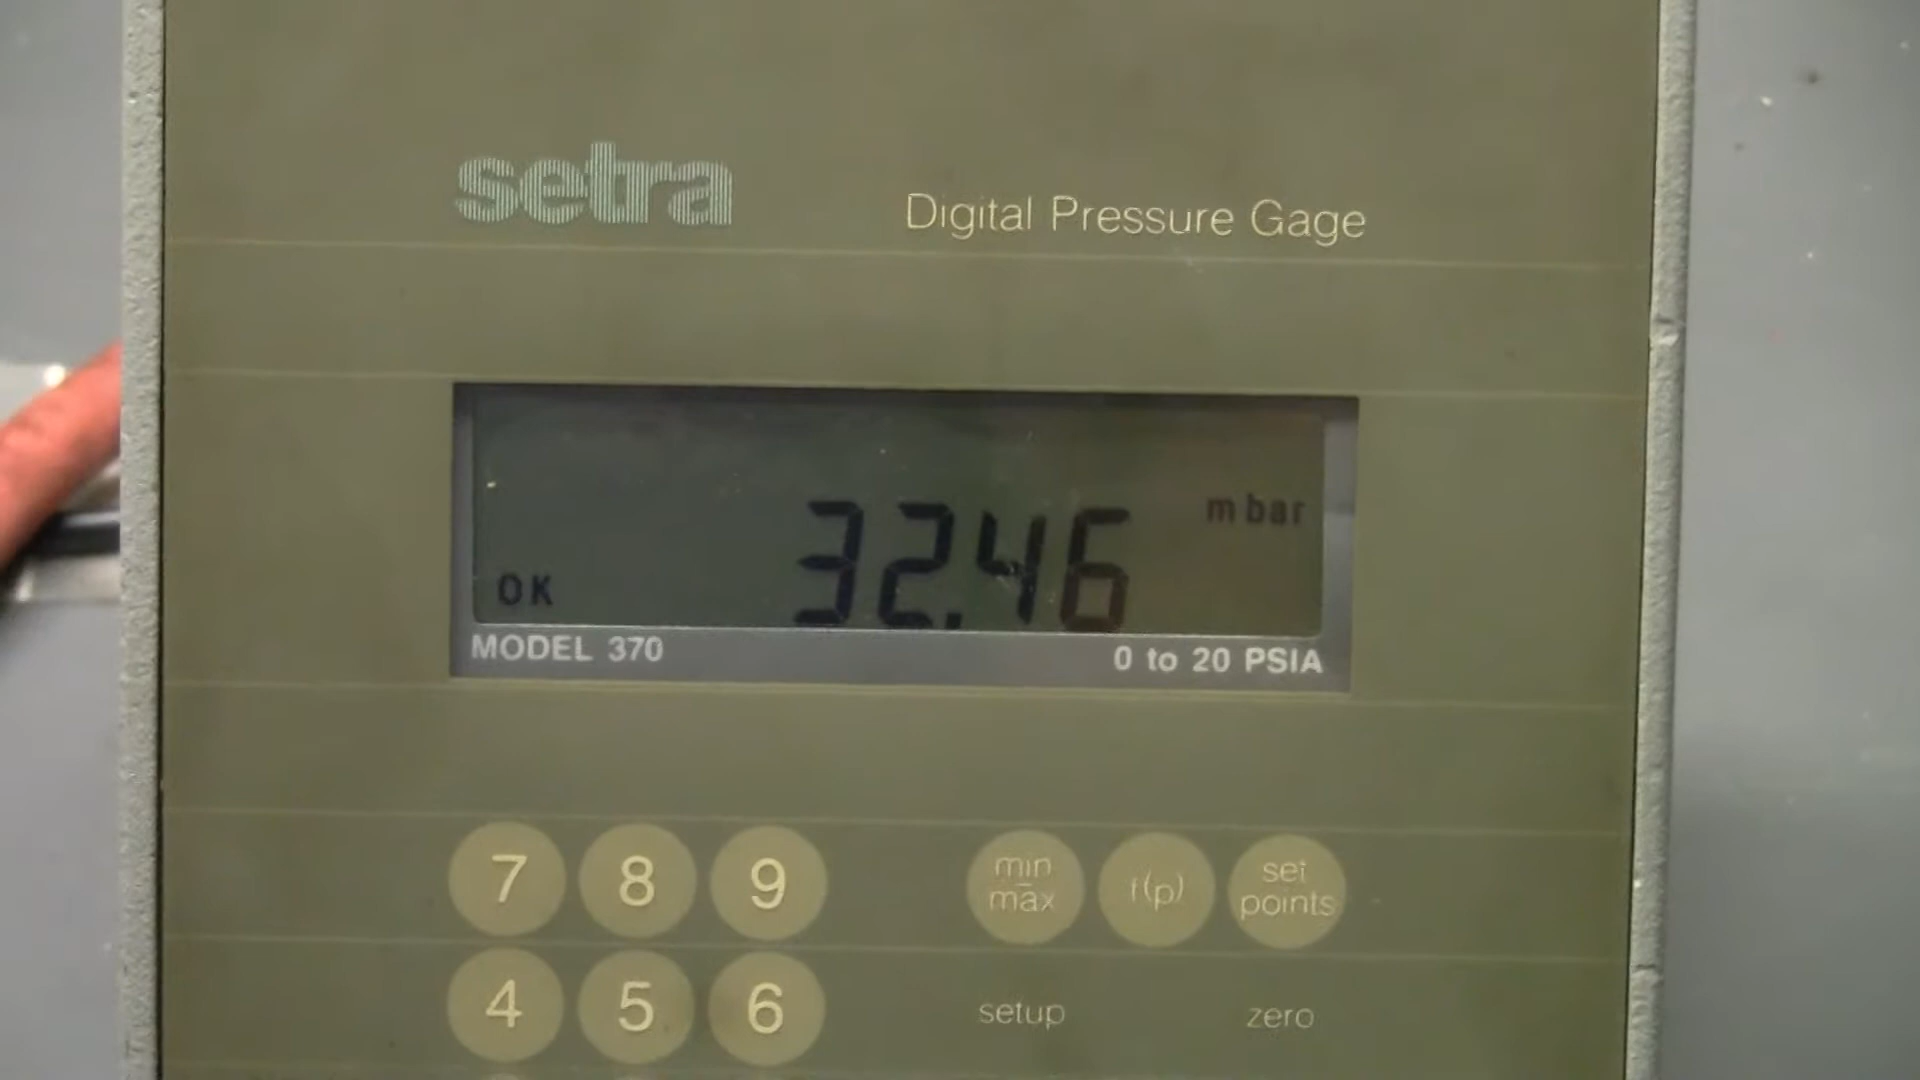 setra
Digital Pressure Gage
mbar
32.46
OK
MODEL 370 0 to 20 PSIA
7 8 9 min max f(p) set points
4 5 6 setup zero